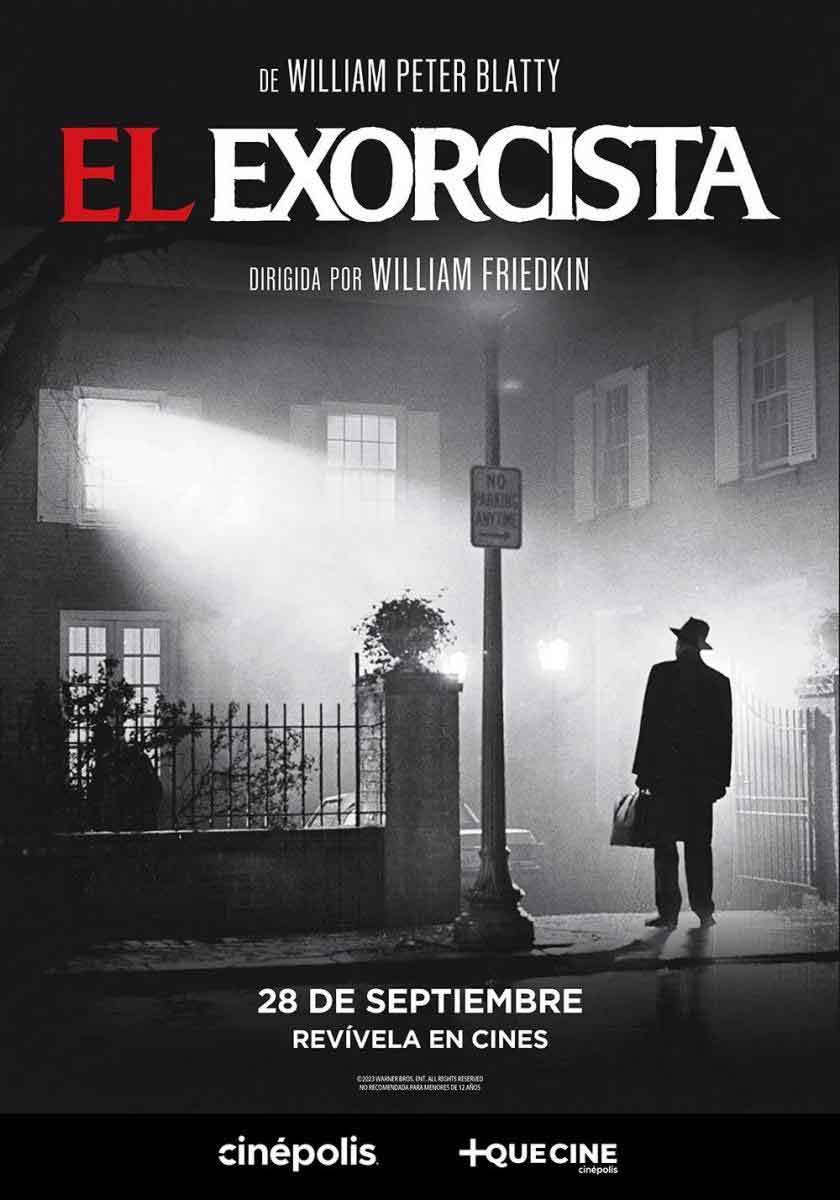 DE WILLIAM PETER BLATTY
EL EXORCISTA
DIRIGIDA POR WILLIAM FRIEDKIN
NO
PARKING
ANYTIME
28 DE SEPTIEMBRE
REVÍVELA EN CINES
©2023 WARNER BROS. ENT. ALL RIGHTS RESERVED
NO RECOMENDADA PARA MENORES DE 12 AÑOS
cinépolis.
+QUE CINE
cinépolis